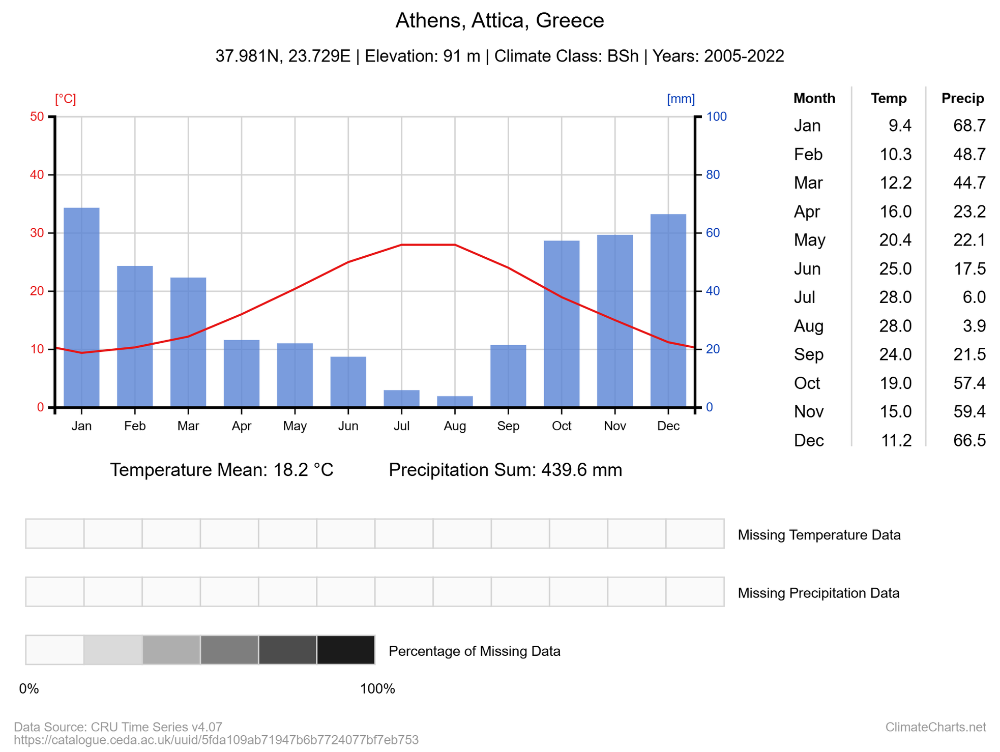 Athens, Attica, Greece
37.981N, 23.729E | Elevation: 91 m | Climate Class: BSh | Years: 2005-2022
[°C]
[mm]
50
40
30
20
10
0
100
80
60
40
20
0
Jan Feb Mar Apr May Jun Jul Aug Sep Oct Nov Dec
Month Temp Precip
Jan 9.4 68.7
Feb 10.3 48.7
Mar 12.2 44.7
Apr 16.0 23.2
May 20.4 22.1
Jun 25.0 17.5
Jul 28.0 6.0
Aug 28.0 3.9
Sep 24.0 21.5
Oct 19.0 57.4
Nov 15.0 59.4
Dec 11.2 66.5
Temperature Mean: 18.2 °C Precipitation Sum: 439.6 mm
Missing Temperature Data
Missing Precipitation Data
Percentage of Missing Data
0% 100%
Data Source: CRU Time Series v4.07
https://catalogue.ceda.ac.uk/uuid/5fda109ab71947b6b7724077bf7eb753
ClimateCharts.net